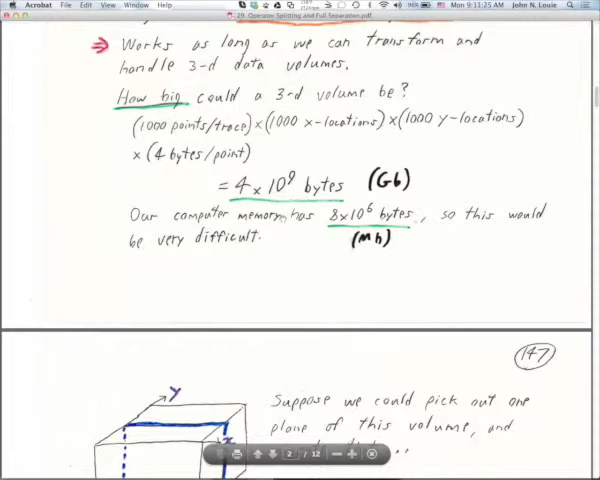 Acrobat File Edit View Window Help Mon 9:11:25 AM John N. Louie
29. Operator Splitting and Full Separation.pdf
⇒ Works as long as we can transform and
handle 3-d data volumes.
How big could a 3-d volume be?
(1000 points/trace)×(1000 x-locations)×(1000 y-locations)
×(4 bytes/point)
= 4×10⁹ bytes (Gb)
Our computer memory has 8×10⁶ bytes, so this would
(Mb)
be very difficult.
147
Y
Suppose we could pick out one
plane of this volume, and
X
2 / 12